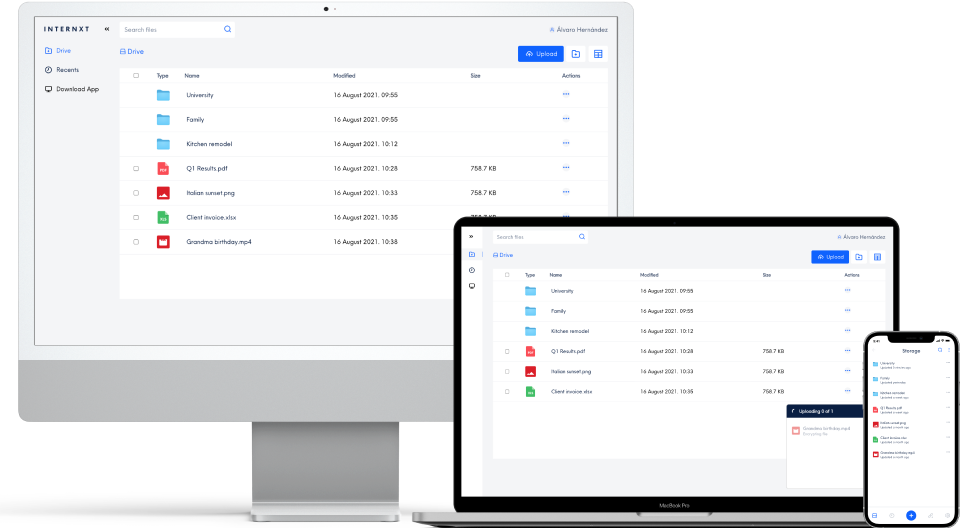 INTERNXT « Search files Álvaro Hernández
Drive Drive Upload
Recents
Download App
Type Name Modified Size Actions
University 16 August 2021. 09:55
Family 16 August 2021. 09:55
Kitchen remodel 16 August 2021. 10:12
PDF Q1 Results.pdf 16 August 2021. 10:28 758.7 KB
Italian sunset.png 16 August 2021. 10:33 758.7 KB
XLS Client invoice.xlsx 16 August 2021. 10:35 758.7 KB
Grandma birthday.mp4 16 August 2021. 10:38
» Search files Álvaro Hernández
Drive Upload
Type Name Modified Size Actions
University 16 August 2021. 09:55
Family 16 August 2021. 09:55
Kitchen remodel 16 August 2021. 10:12
Q1 Results.pdf 16 August 2021. 10:28 758.7 KB
Italian sunset.png 16 August 2021. 10:33 758.7 KB
Client invoice.xlsx 16 August 2021. 10:35 758.7 KB
Uploading 0 of 1
Grandma birthday.mp4
Encrypting file
MacBook Pro
9:41
Storage
University
Family
Kitchen remodel
Q1 Results.pdf
Italian sunset.png
Client invoice.xlsx
Grandma birthday.mp4